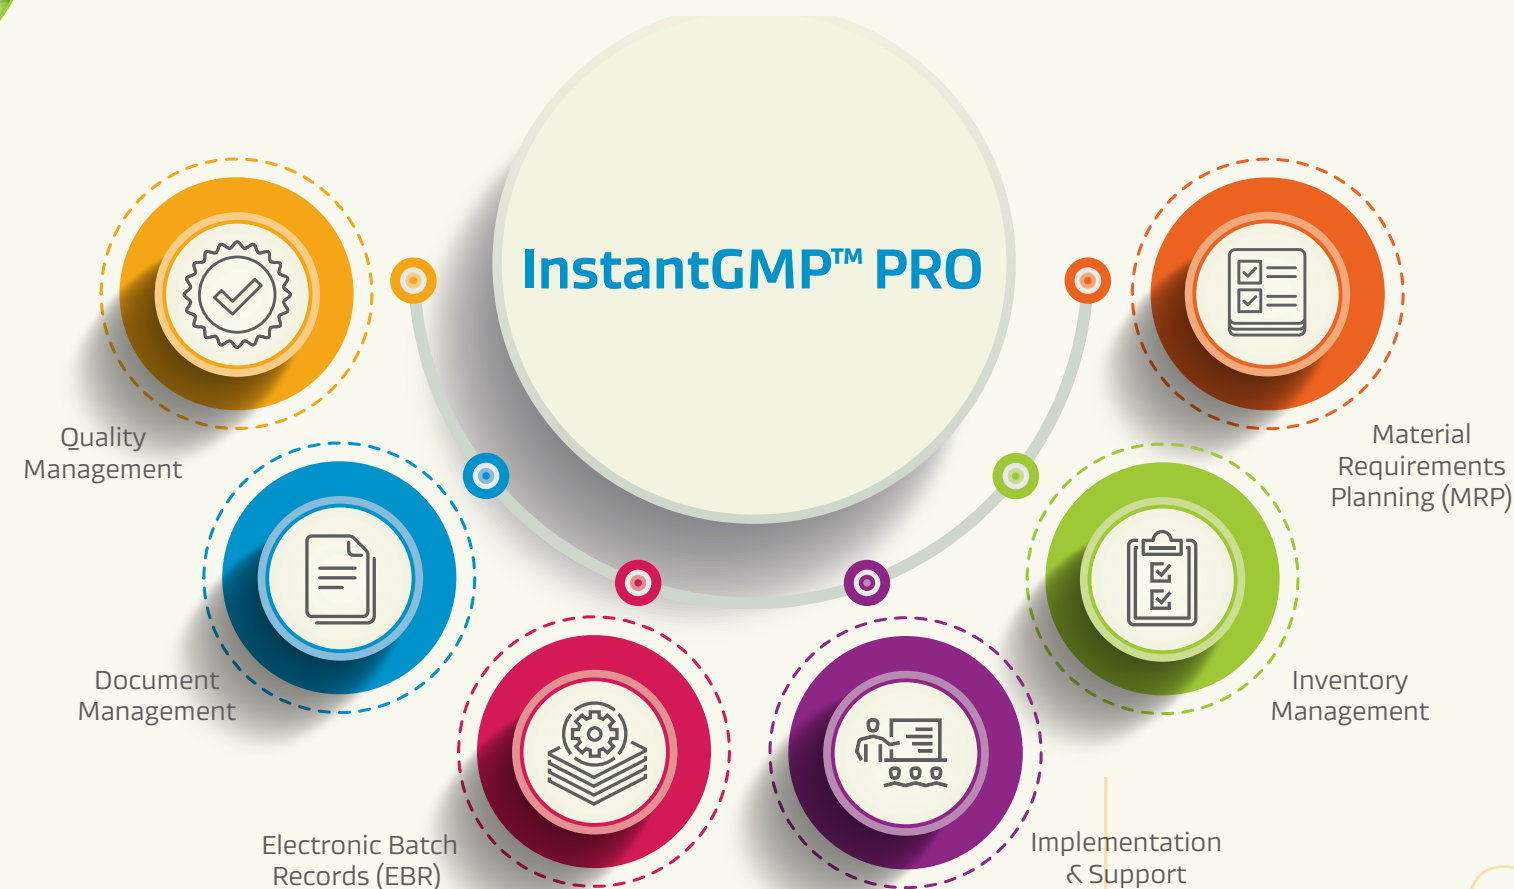 InstantGMP™ PRO
Quality
Management
Material
Requirements
Planning (MRP)
Document
Management
Inventory
Management
Electronic Batch
Records (EBR)
Implementation
& Support